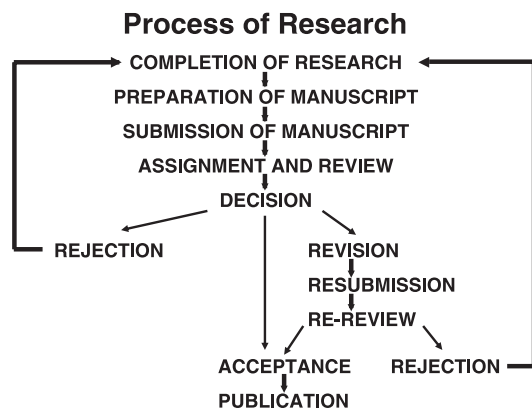 Process of Research
COMPLETION OF RESEARCH
PREPARATION OF MANUSCRIPT
SUBMISSION OF MANUSCRIPT
ASSIGNMENT AND REVIEW
DECISION
REJECTION
REVISION
RESUBMISSION
RE-REVIEW
ACCEPTANCE
REJECTION
PUBLICATION